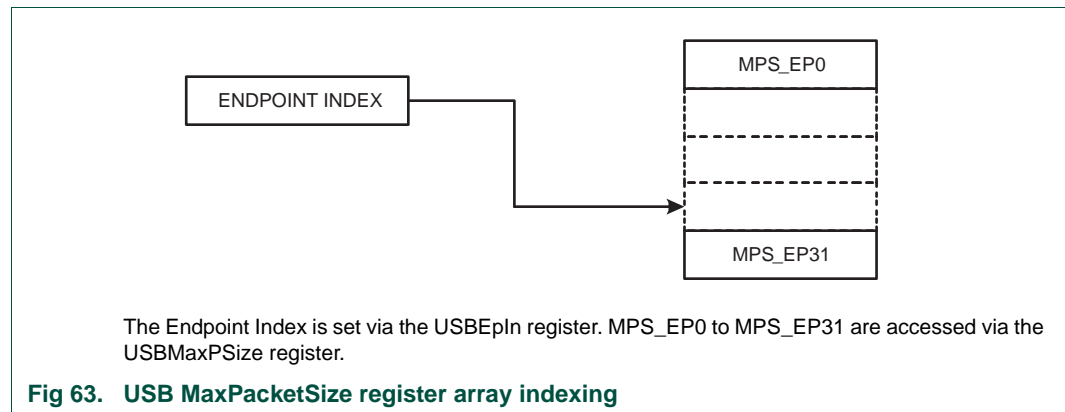 MPS_EP0
ENDPOINT INDEX
MPS_EP31
The Endpoint Index is set via the USBEpIn register. MPS_EP0 to MPS_EP31 are accessed via the
USBMaxPSize register.
Fig 63. USB MaxPacketSize register array indexing